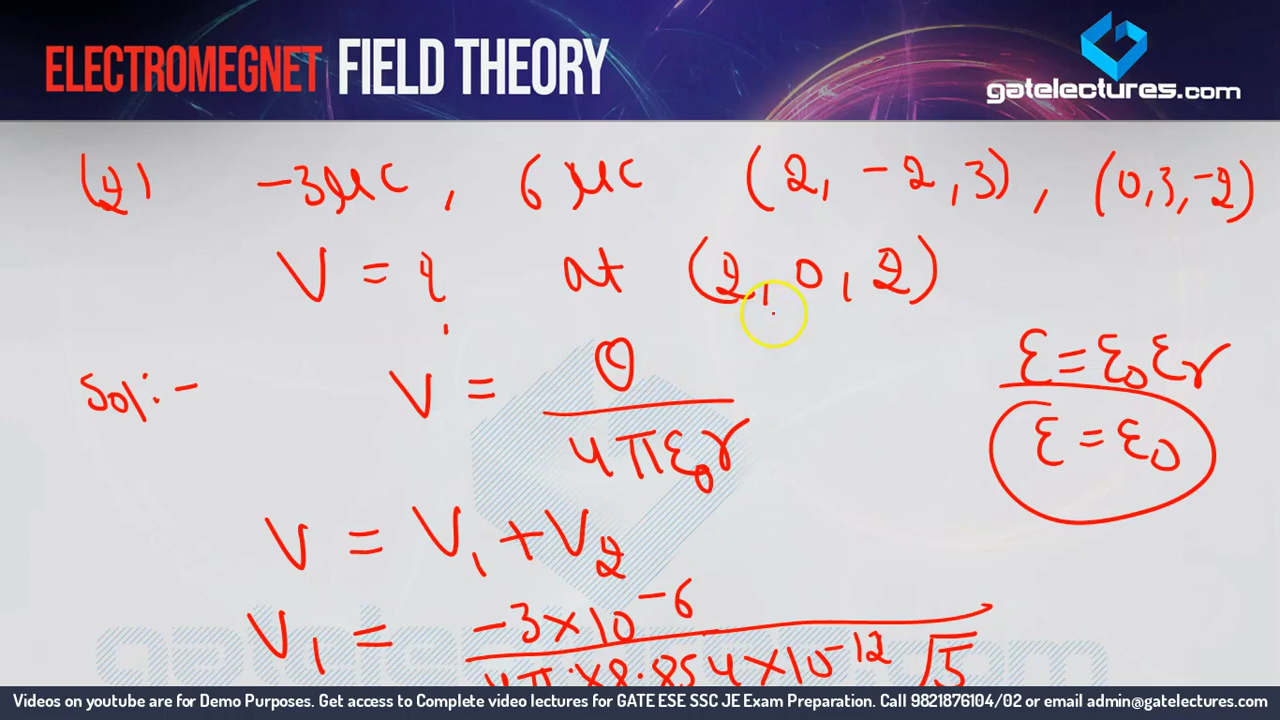 ELECTROMEGNET FIELD THEORY
gatelectures.com
(2) -3μc, 6μc (2, -2, 3), (0, 3, -2)
V = ? at (2, 0, 2)
ε = ε₀εr
Sol:- V = Q / 4πε₀r
ε = ε₀
V = V₁ + V₂
V₁ = -3×10⁻⁶ / 4π×8.854×10⁻¹² √5
Videos on youtube are for Demo Purposes. Get access to Complete video lectures for GATE ESE SSC JE Exam Preparation. Call 9821876104/02 or email admin@gatelectures.com